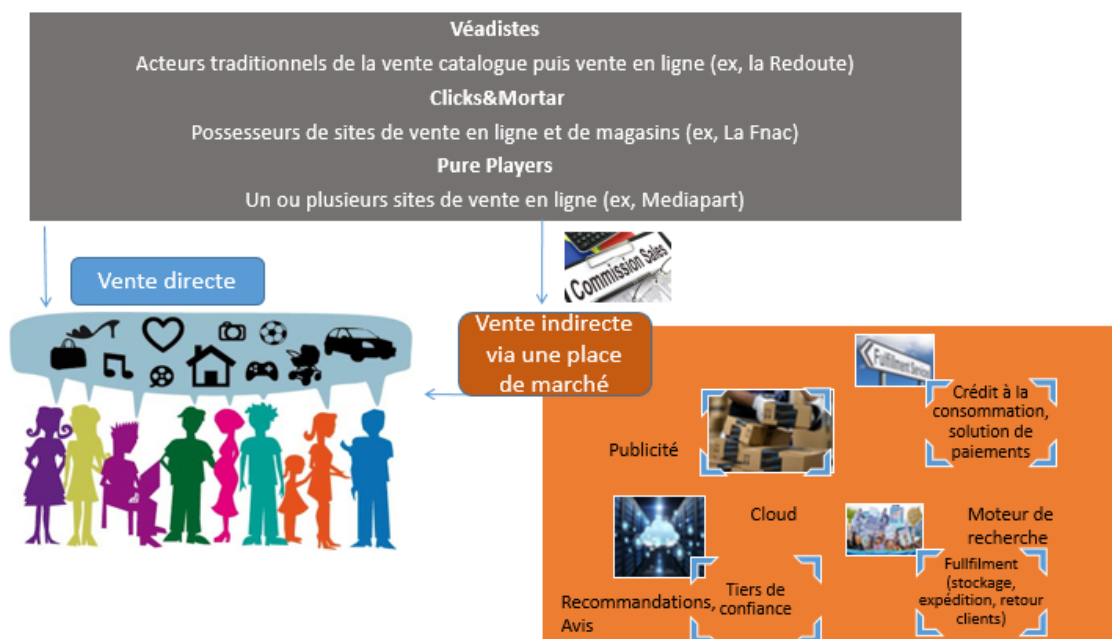 Véadistes
Acteurs traditionnels de la vente catalogue puis vente en ligne (ex, la Redoute)
Clicks&Mortar
Possesseurs de sites de vente en ligne et de magasins (ex, La Fnac)
Pure Players
Un ou plusieurs sites de vente en ligne (ex, Mediapart)
Vente directe
Commission Sales
Vente indirecte
via une place
de marché
Fulfillment Services
Crédit à la
consommation,
solution de
paiements
Publicité
Cloud
Moteur de
recherche
Recommandations,
Avis
Tiers de
confiance
Fullfilment
(stockage,
expédition, retour
clients)